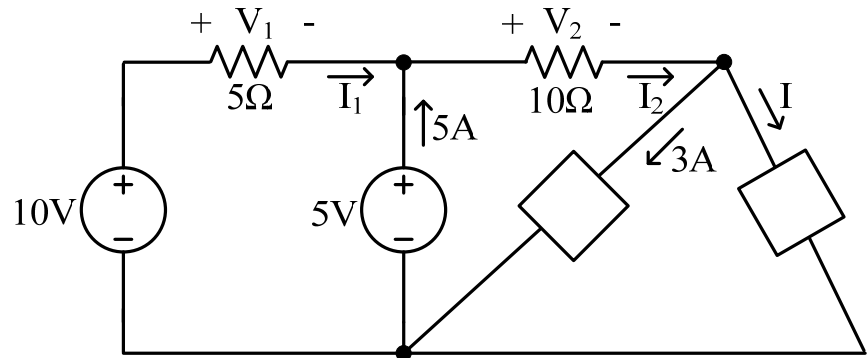 + V₁ -
+ V₂ -
5Ω
I₁
10Ω
I₂
I
5A
3A
10V
+
−
5V
+
−